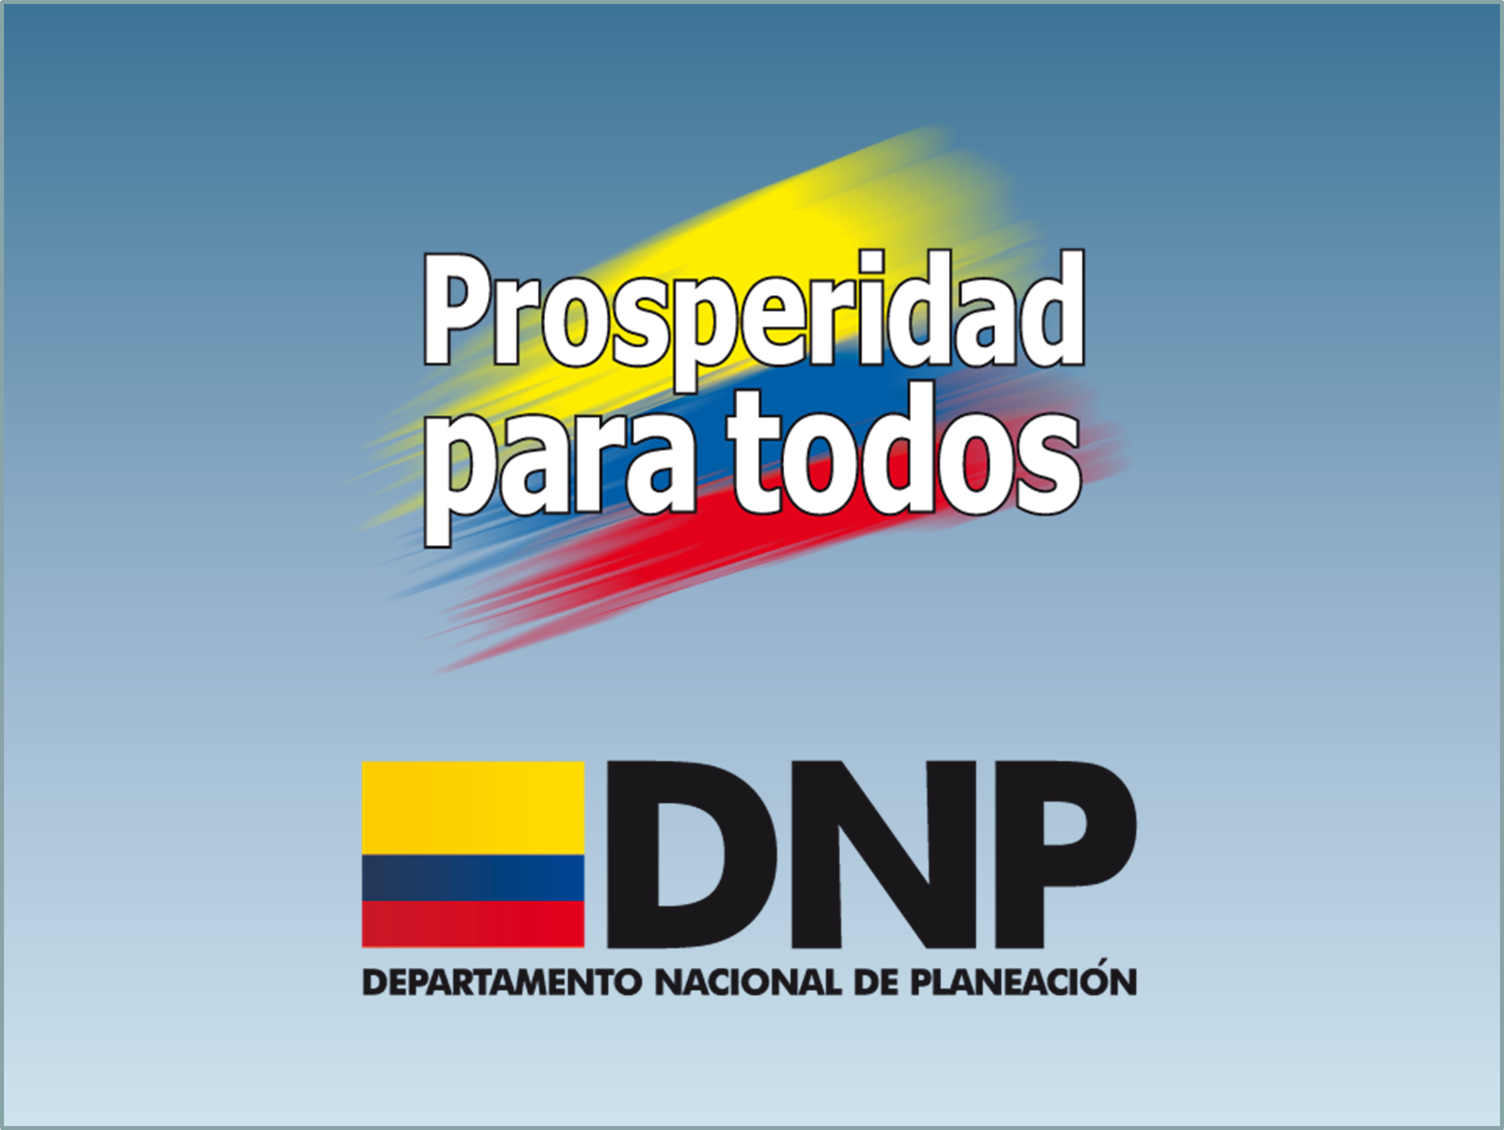 Prosperidad
para todos
DNP
DEPARTAMENTO NACIONAL DE PLANEACIÓN